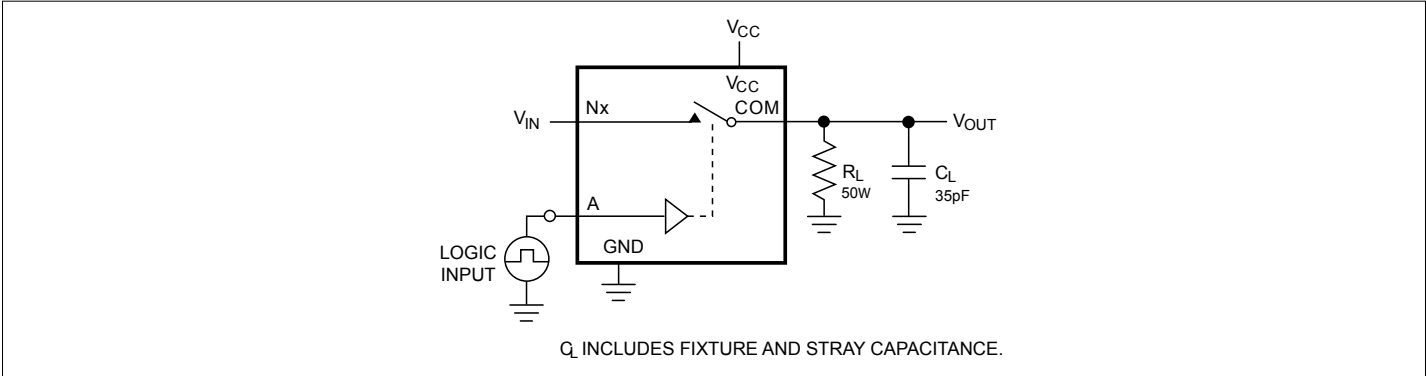 VCC
VCC
Nx
COM
VIN
VOUT
RL
50W
CL
35pF
A
LOGIC
INPUT
GND
CL INCLUDES FIXTURE AND STRAY CAPACITANCE.